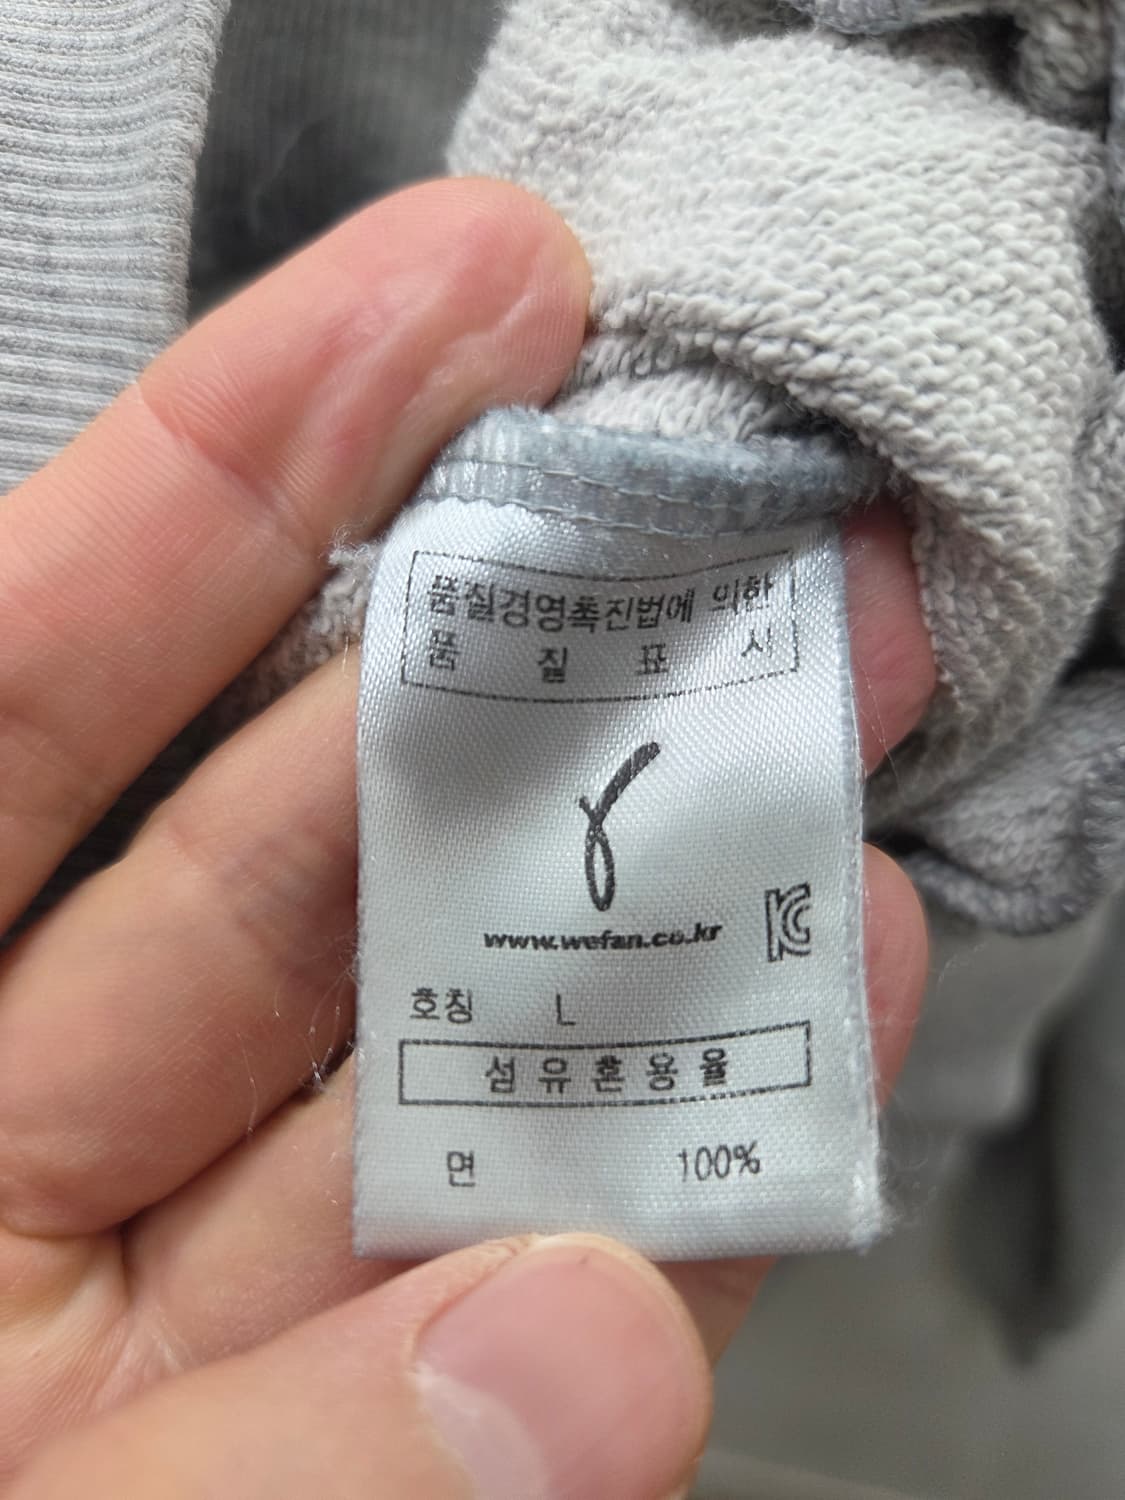 품질경영촉진법에 의한
품 질 표 시
www.wefan.co.kr
KC
호칭 L
섬유혼용율
면 100%